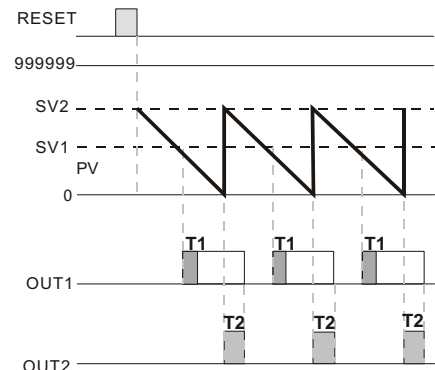 RESET
999999
SV2
SV1
PV
0
T1 T1 T1
OUT1
T2 T2 T2
OUT2